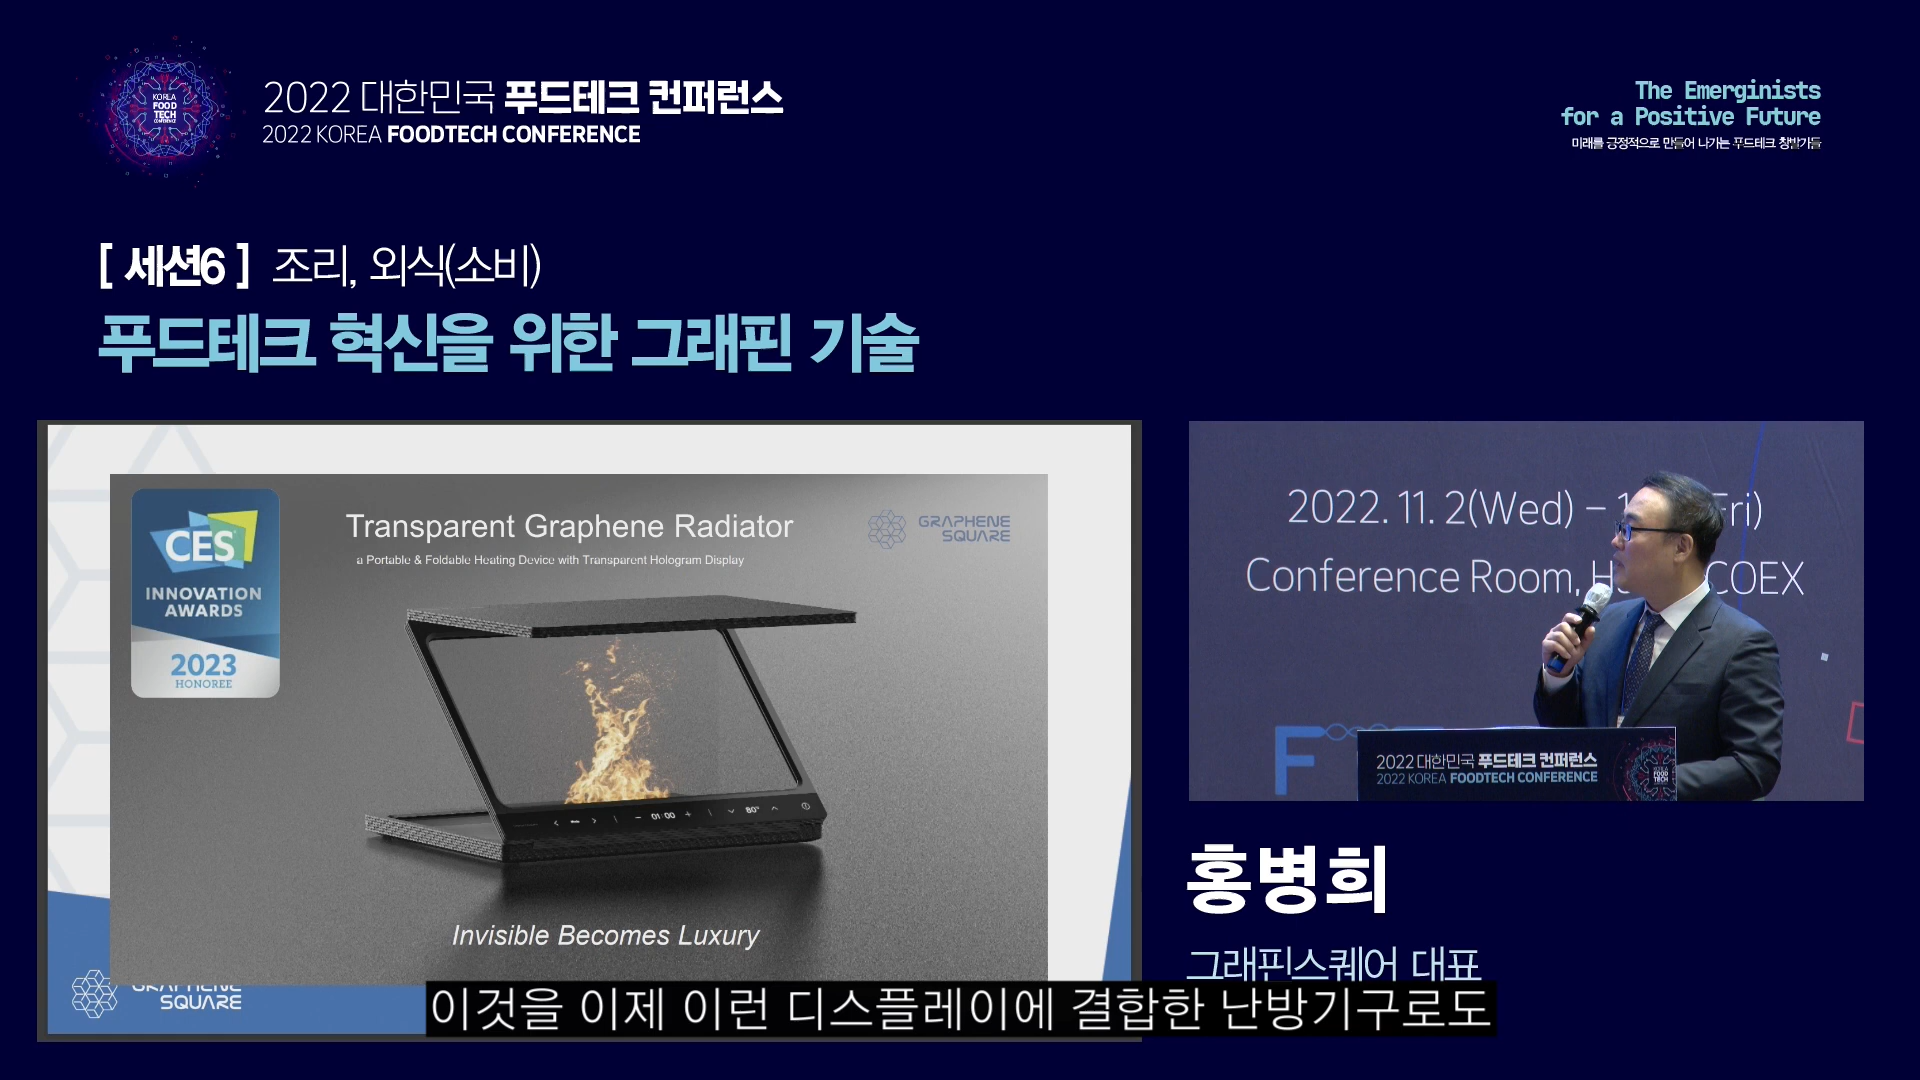 KOREA
FOOD
TECH
CONFERENCE
2022 대한민국 푸드테크 컨퍼런스
2022 KOREA FOODTECH CONFERENCE
The Emerginists
for a Positive Future
미래를 긍정적으로 만들어 나가는 푸드테크 창발가들
[ 세션6 ] 조리, 외식(소비)
푸드테크 혁신을 위한 그래핀 기술
CES
INNOVATION
AWARDS
2023
HONOREE
Transparent Graphene Radiator
a Portable & Foldable Heating Device with Transparent Hologram Display
GRAPHENE
SQUARE
01:00
80°
Invisible Becomes Luxury
GRAPHENE
SQUARE
2022. 11. 2(Wed) – Fri)
Conference Room, COEX
F
2022 대한민국 푸드테크 컨퍼런스
2022 KOREA FOODTECH CONFERENCE
홍병희
그래핀스퀘어 대표
이것을 이제 이런 디스플레이에 결합한 난방기구로도